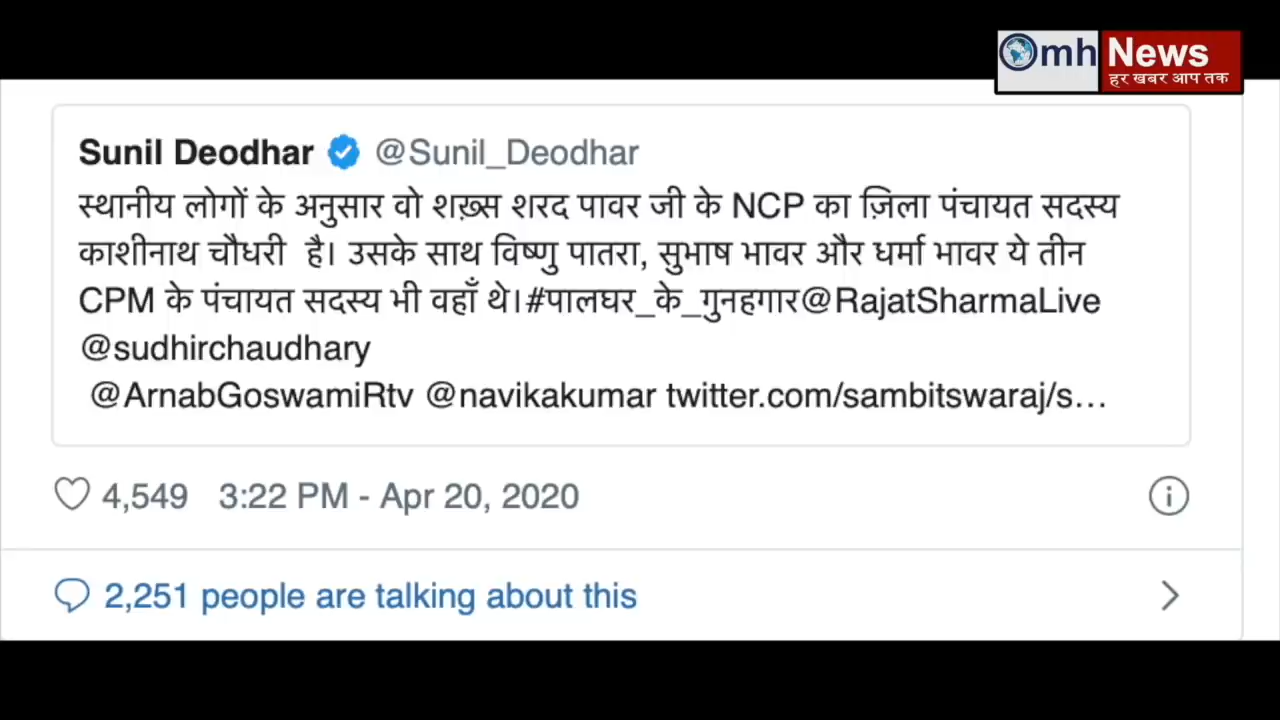 mh News
हर खबर आप तक
Sunil Deodhar @Sunil_Deodhar
स्थानीय लोगों के अनुसार वो शख़्स शरद पावर जी के NCP का ज़िला पंचायत सदस्य
काशीनाथ चौधरी है। उसके साथ विष्णु पातरा, सुभाष भावर और धर्मा भावर ये तीन
CPM के पंचायत सदस्य भी वहाँ थे।#पालघर_के_गुनहगार@RajatSharmaLive
@sudhirchaudhary
@ArnabGoswamiRtv @navikakumar twitter.com/sambitswaraj/s…
4,549 3:22 PM - Apr 20, 2020
2,251 people are talking about this